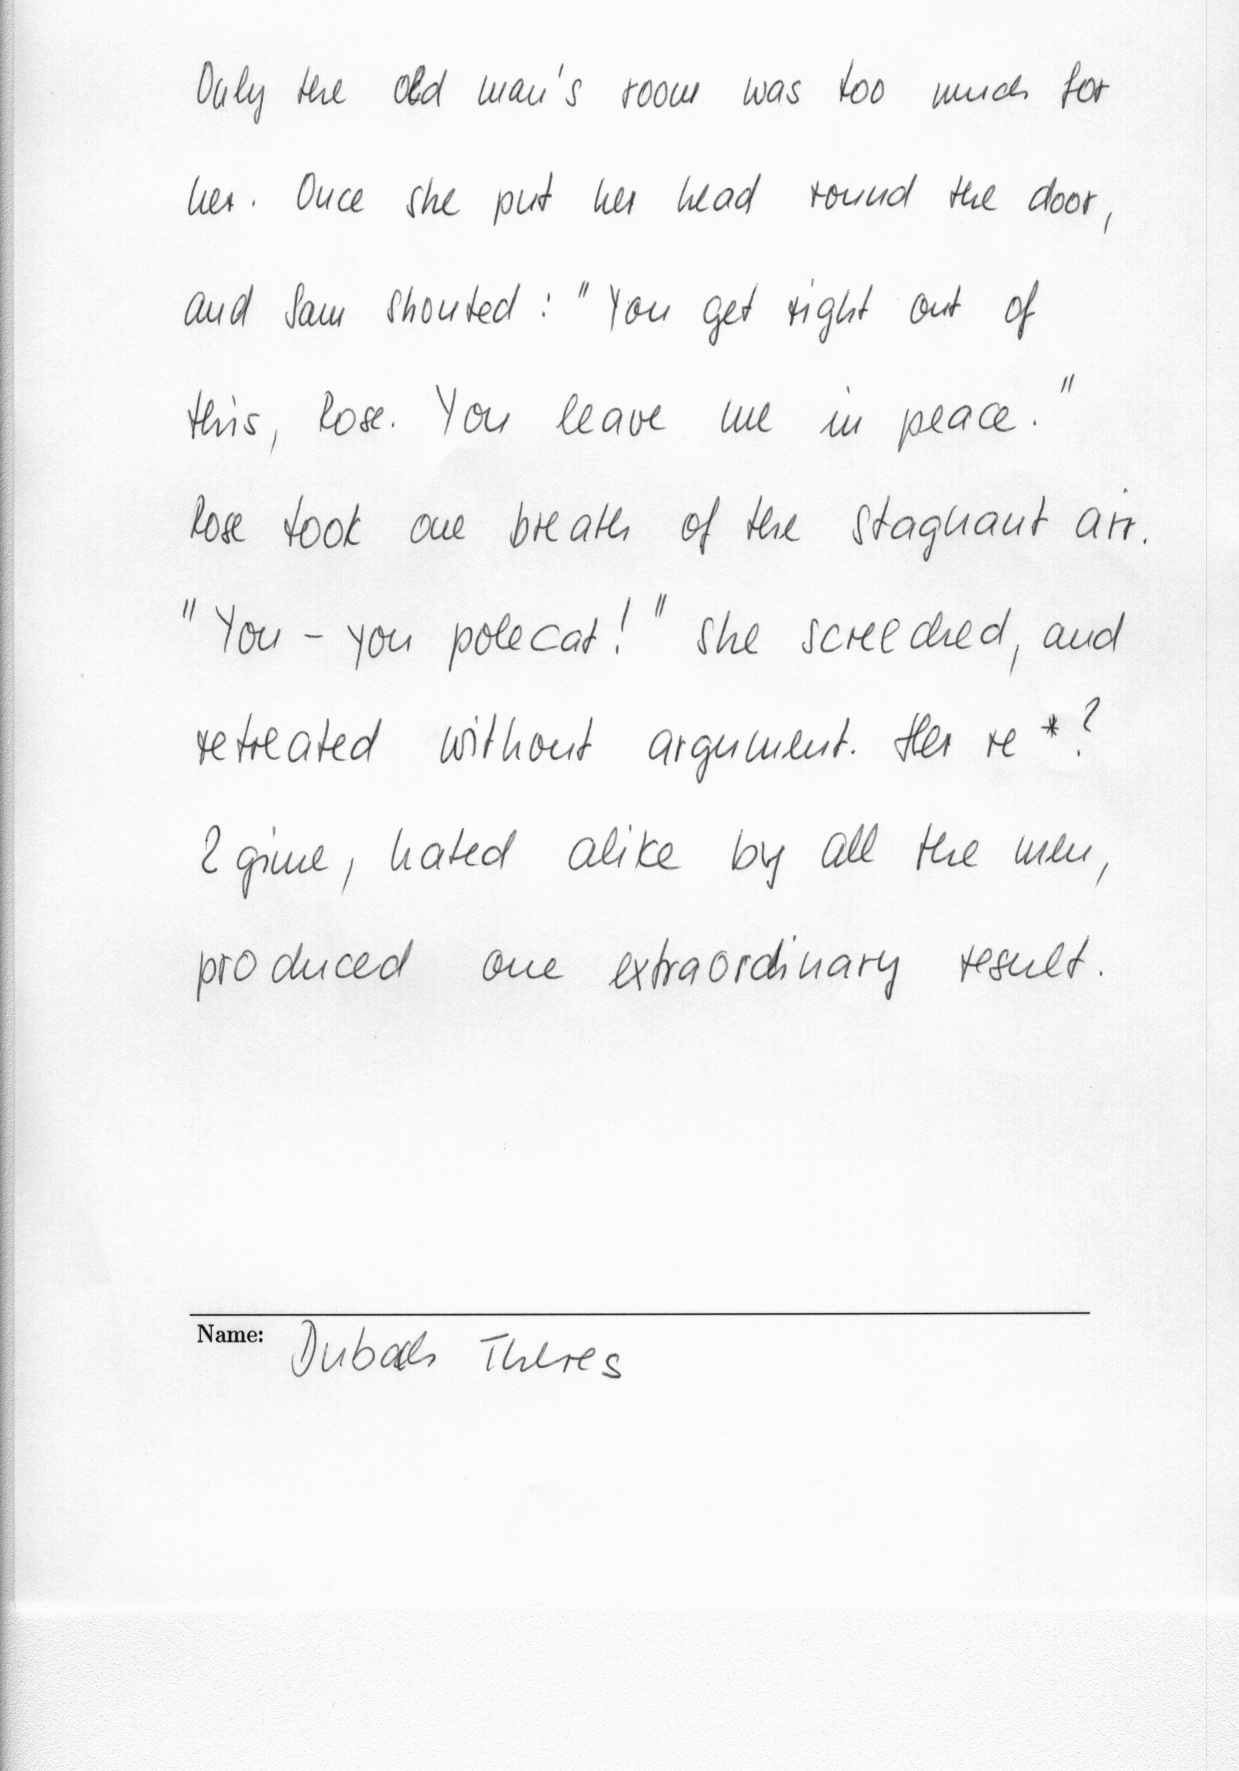 Only the old man's room was too much for
her. Once she put her head round the door,
and Sam shouted : "You get right out of
this, Rose. You leave me in peace."
Rose took one breath of the stagnant air.
"You - you polecat!" she screeched, and
retreated without argument. Her re *?
? gime, hated alike by all the men,
produced one extraordinary result.
Name: Dubach Theres